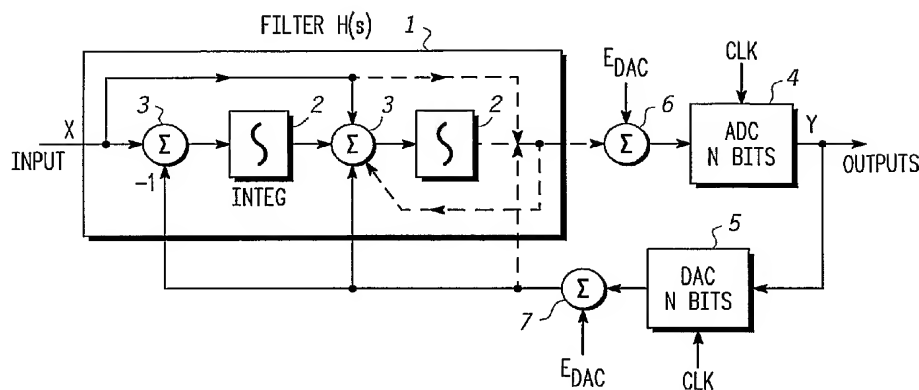 FILTER H(s)
1
E_DAC
CLK
4
3
2
3
2
6
X
Σ
∫
Σ
∫
Σ
ADC
N BITS
Y
INPUT
OUTPUTS
-1
INTEG
5
Σ
DAC
N BITS
7
E_DAC
CLK